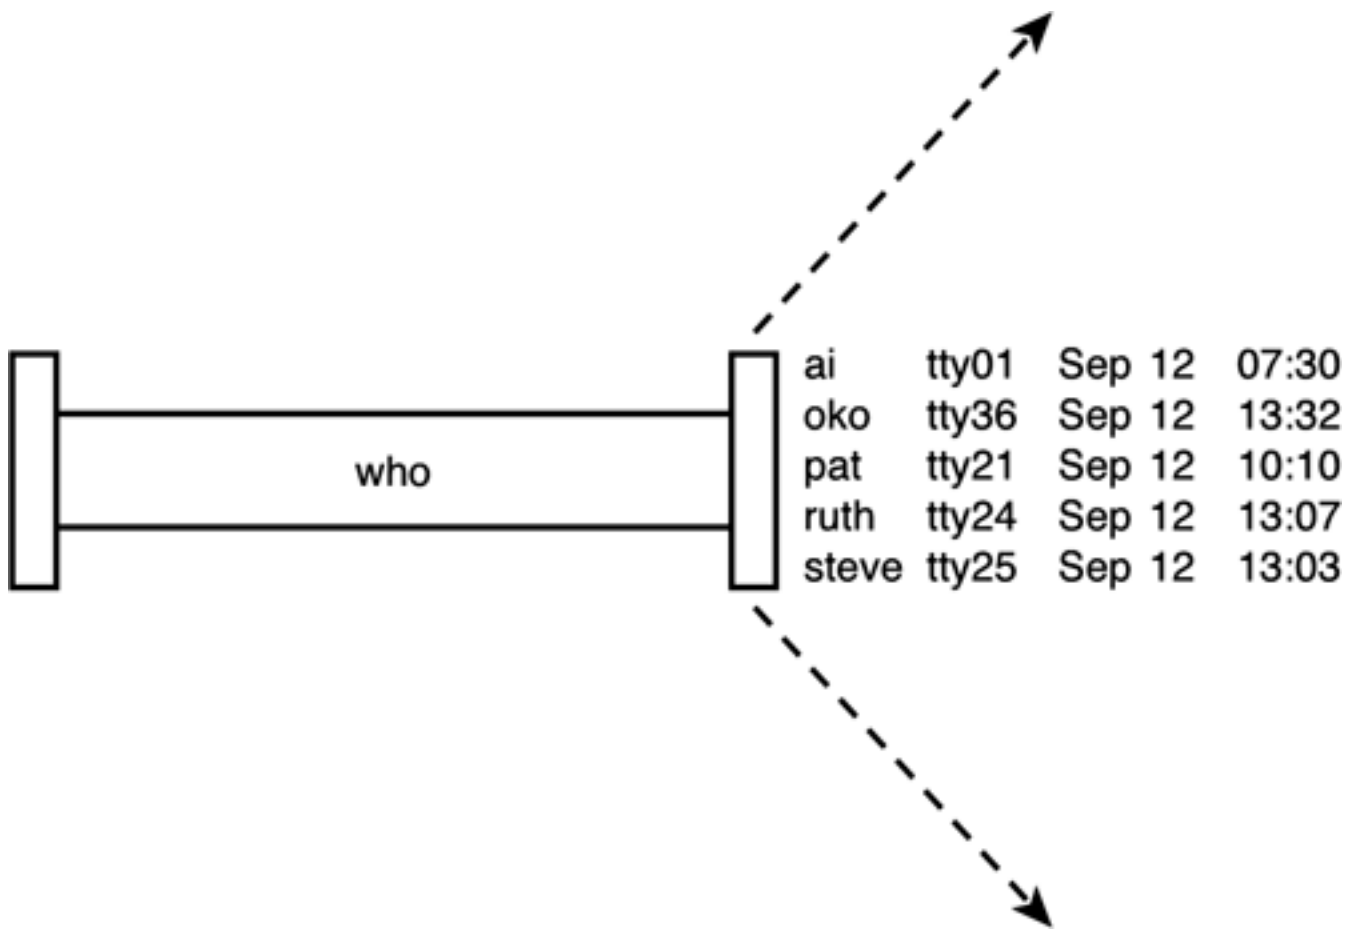 who
ai tty01 Sep 12 07:30
oko tty36 Sep 12 13:32
pat tty21 Sep 12 10:10
ruth tty24 Sep 12 13:07
steve tty25 Sep 12 13:03